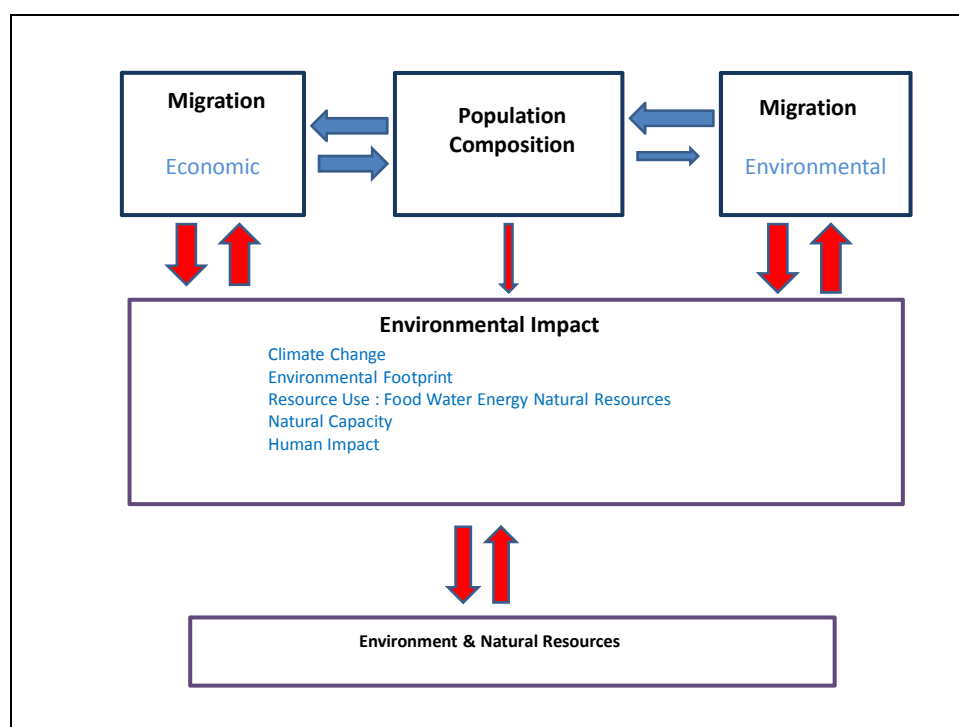 Migration
Economic
Population
Composition
Migration
Environmental
Environmental Impact
Climate Change
Environmental Footprint
Resource Use : Food Water Energy Natural Resources
Natural Capacity
Human Impact
Environment & Natural Resources